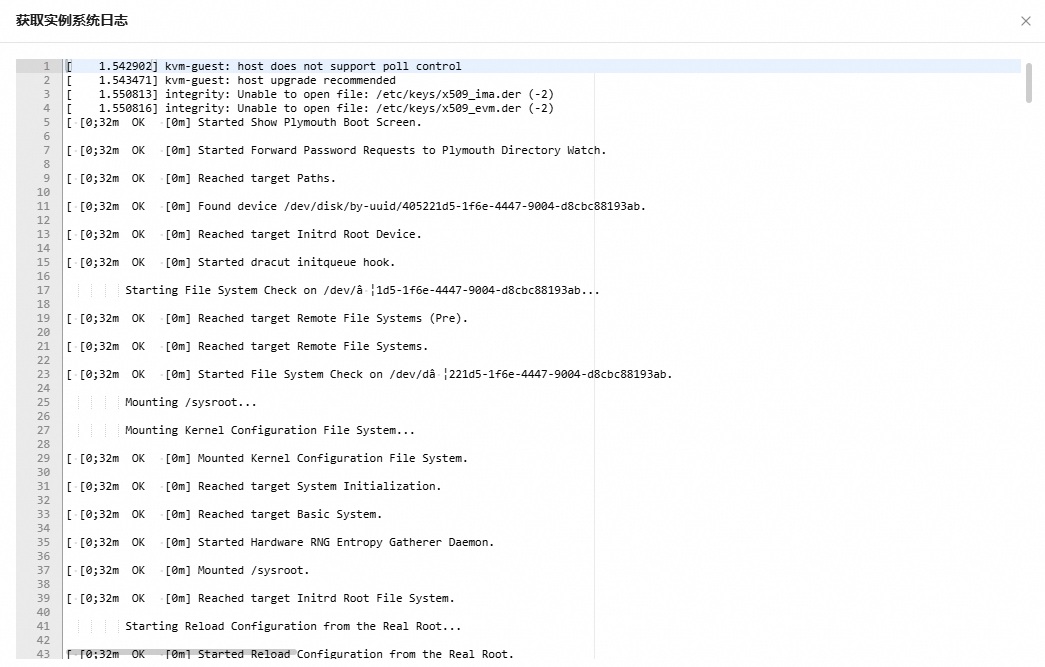 获取实例系统日志
1 [    1.542902] kvm-guest: host does not support poll control
2 [    1.543471] kvm-guest: host upgrade recommended
3 [    1.550813] integrity: Unable to open file: /etc/keys/x509_ima.der (-2)
4 [    1.550816] integrity: Unable to open file: /etc/keys/x509_evm.der (-2)
5 [ [0;32m  OK  [0m] Started Show Plymouth Boot Screen.
6
7 [ [0;32m  OK  [0m] Started Forward Password Requests to Plymouth Directory Watch.
8
9 [ [0;32m  OK  [0m] Reached target Paths.
10
11 [ [0;32m  OK  [0m] Found device /dev/disk/by-uuid/405221d5-1f6e-4447-9004-d8cbc88193ab.
12
13 [ [0;32m  OK  [0m] Reached target Initrd Root Device.
14
15 [ [0;32m  OK  [0m] Started dracut initqueue hook.
16
17          Starting File System Check on /dev/â ¦1d5-1f6e-4447-9004-d8cbc88193ab...
18
19 [ [0;32m  OK  [0m] Reached target Remote File Systems (Pre).
20
21 [ [0;32m  OK  [0m] Reached target Remote File Systems.
22
23 [ [0;32m  OK  [0m] Started File System Check on /dev/dâ ¦221d5-1f6e-4447-9004-d8cbc88193ab.
24
25          Mounting /sysroot...
26
27          Mounting Kernel Configuration File System...
28
29 [ [0;32m  OK  [0m] Mounted Kernel Configuration File System.
30
31 [ [0;32m  OK  [0m] Reached target System Initialization.
32
33 [ [0;32m  OK  [0m] Reached target Basic System.
34
35 [ [0;32m  OK  [0m] Started Hardware RNG Entropy Gatherer Daemon.
36
37 [ [0;32m  OK  [0m] Mounted /sysroot.
38
39 [ [0;32m  OK  [0m] Reached target Initrd Root File System.
40
41          Starting Reload Configuration from the Real Root...
42
43 [ [0;32m  OK  [0m] Started Reload Configuration from the Real Root.